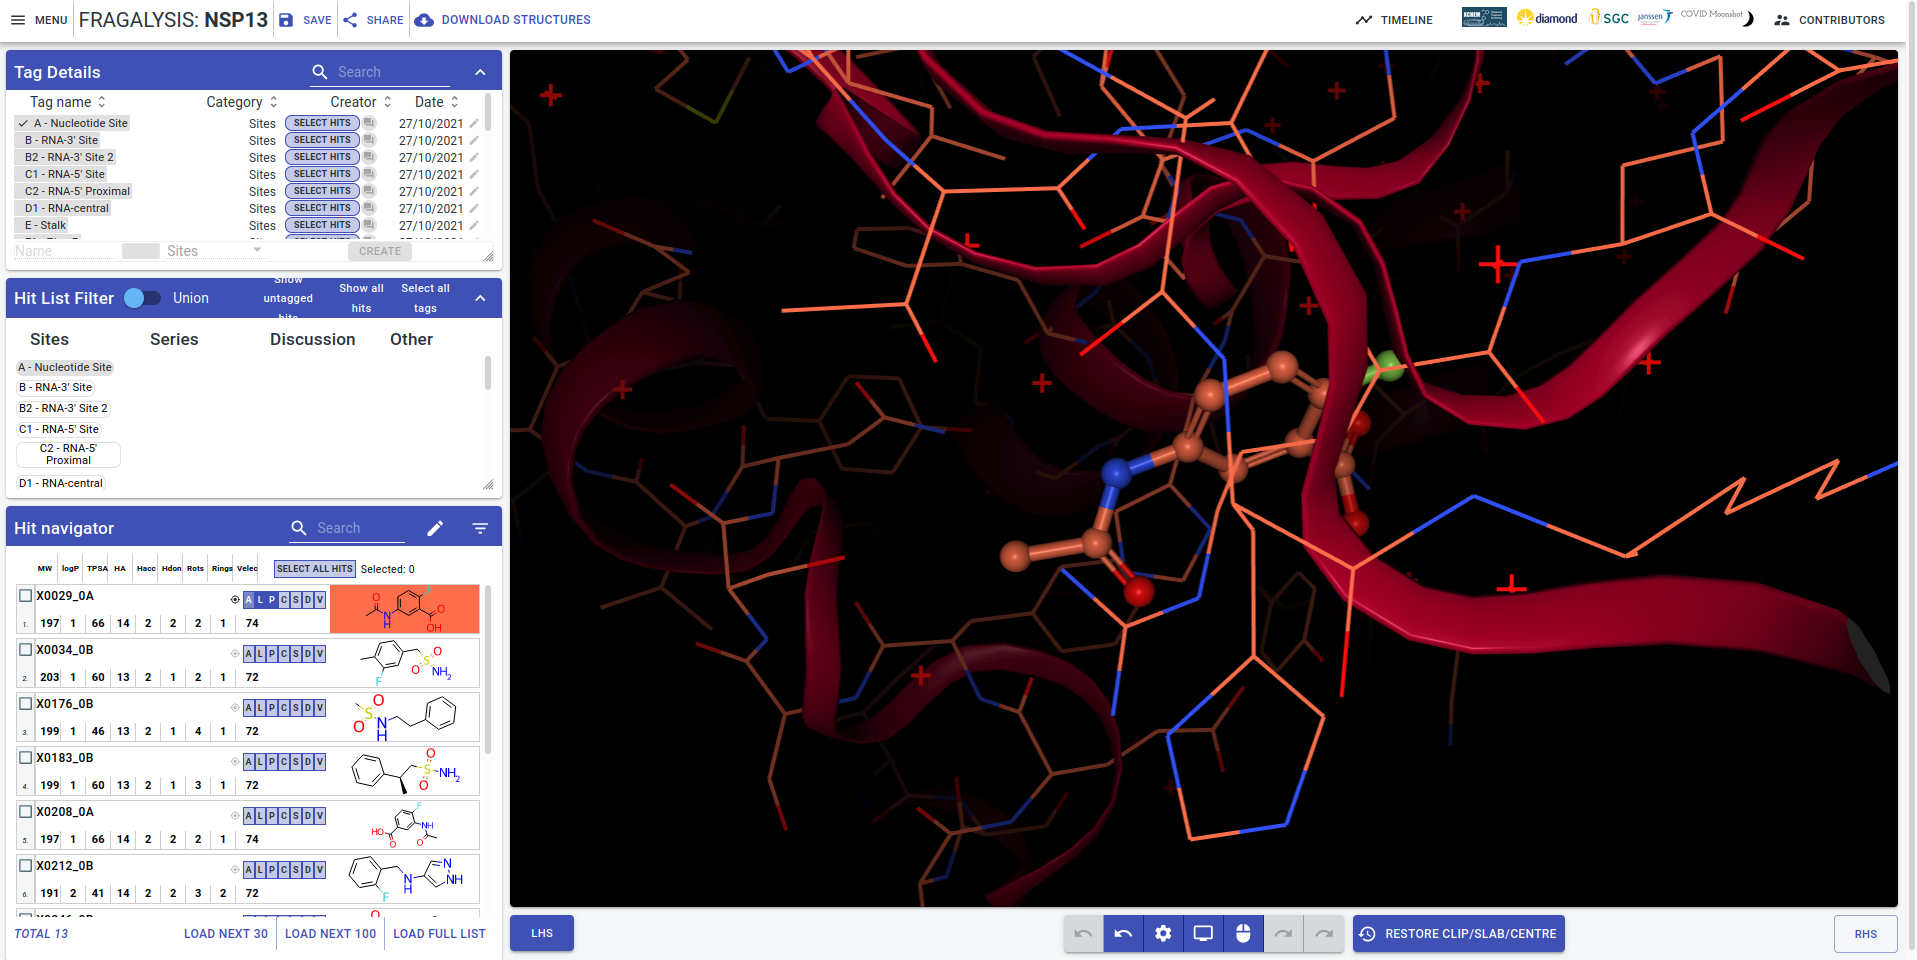 MENU FRAGALYSIS: NSP13 SAVE SHARE DOWNLOAD STRUCTURES TIMELINE XCHEM diamond SGC janssen COVID Moonshot CONTRIBUTORS
Tag Details Search
Tag name Category Creator Date
A - Nucleotide Site Sites SELECT HITS 27/10/2021
B - RNA-3' Site Sites SELECT HITS 27/10/2021
B2 - RNA-3' Site 2 Sites SELECT HITS 27/10/2021
C1 - RNA-5' Site Sites SELECT HITS 27/10/2021
C2 - RNA-5' Proximal Sites SELECT HITS 27/10/2021
D1 - RNA-central Sites SELECT HITS 27/10/2021
E - Stalk Sites SELECT HITS 27/10/2021
Name Sites CREATE
Hit List Filter Union Show untagged hits Show all hits Select all tags
Sites Series Discussion Other
A - Nucleotide Site
B - RNA-3' Site
B2 - RNA-3' Site 2
C1 - RNA-5' Site
C2 - RNA-5'
Proximal
D1 - RNA-central
Hit navigator Search
MW logP TPSA HA Hacc Hdon Rots Rings Velec SELECT ALL HITS Selected: 0
X0029_0A A L P C S D V
1. 197 1 66 14 2 2 2 1 74
O N H F O OH
X0034_0B A L P C S D V
2. 203 1 60 13 2 1 2 1 72
F O S O NH2
X0176_0B A L P C S D V
3. 199 1 46 13 2 1 4 1 72
O S O N H
X0183_0B A L P C S D V
4. 199 1 60 13 2 1 3 1 72
O S O NH2
X0208_0A A L P C S D V
5. 197 1 66 14 2 2 2 1 74
HO O F NH O
X0212_0B A L P C S D V
6. 191 2 41 14 2 2 3 2 72
F N H N NH
TOTAL 13 LOAD NEXT 30 LOAD NEXT 100 LOAD FULL LIST
LHS RESTORE CLIP/SLAB/CENTRE RHS